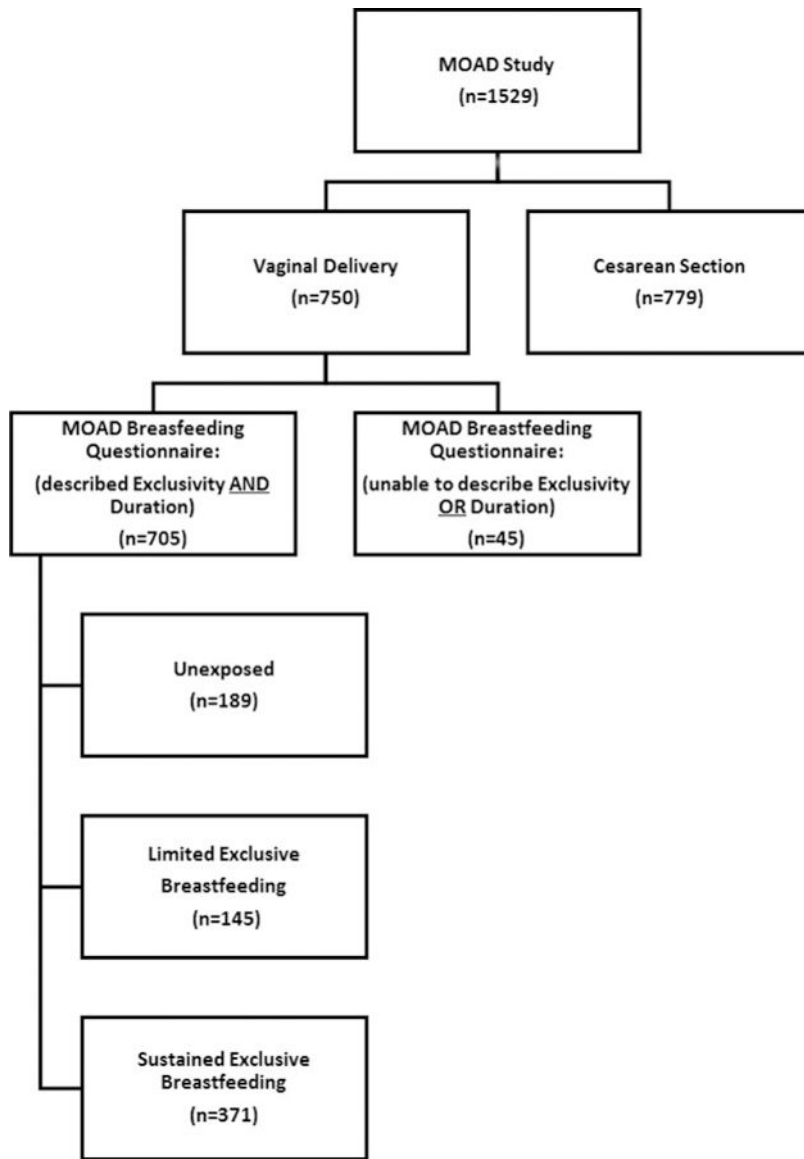 MOAD Study
(n=1529)
Vaginal Delivery
(n=750)
Cesarean Section
(n=779)
MOAD Breasfeeding
Questionnaire:
(described Exclusivity AND
Duration)
(n=705)
MOAD Breastfeeding
Questionnaire:
(unable to describe Exclusivity
OR Duration)
(n=45)
Unexposed
(n=189)
Limited Exclusive
Breastfeeding
(n=145)
Sustained Exclusive
Breastfeeding
(n=371)